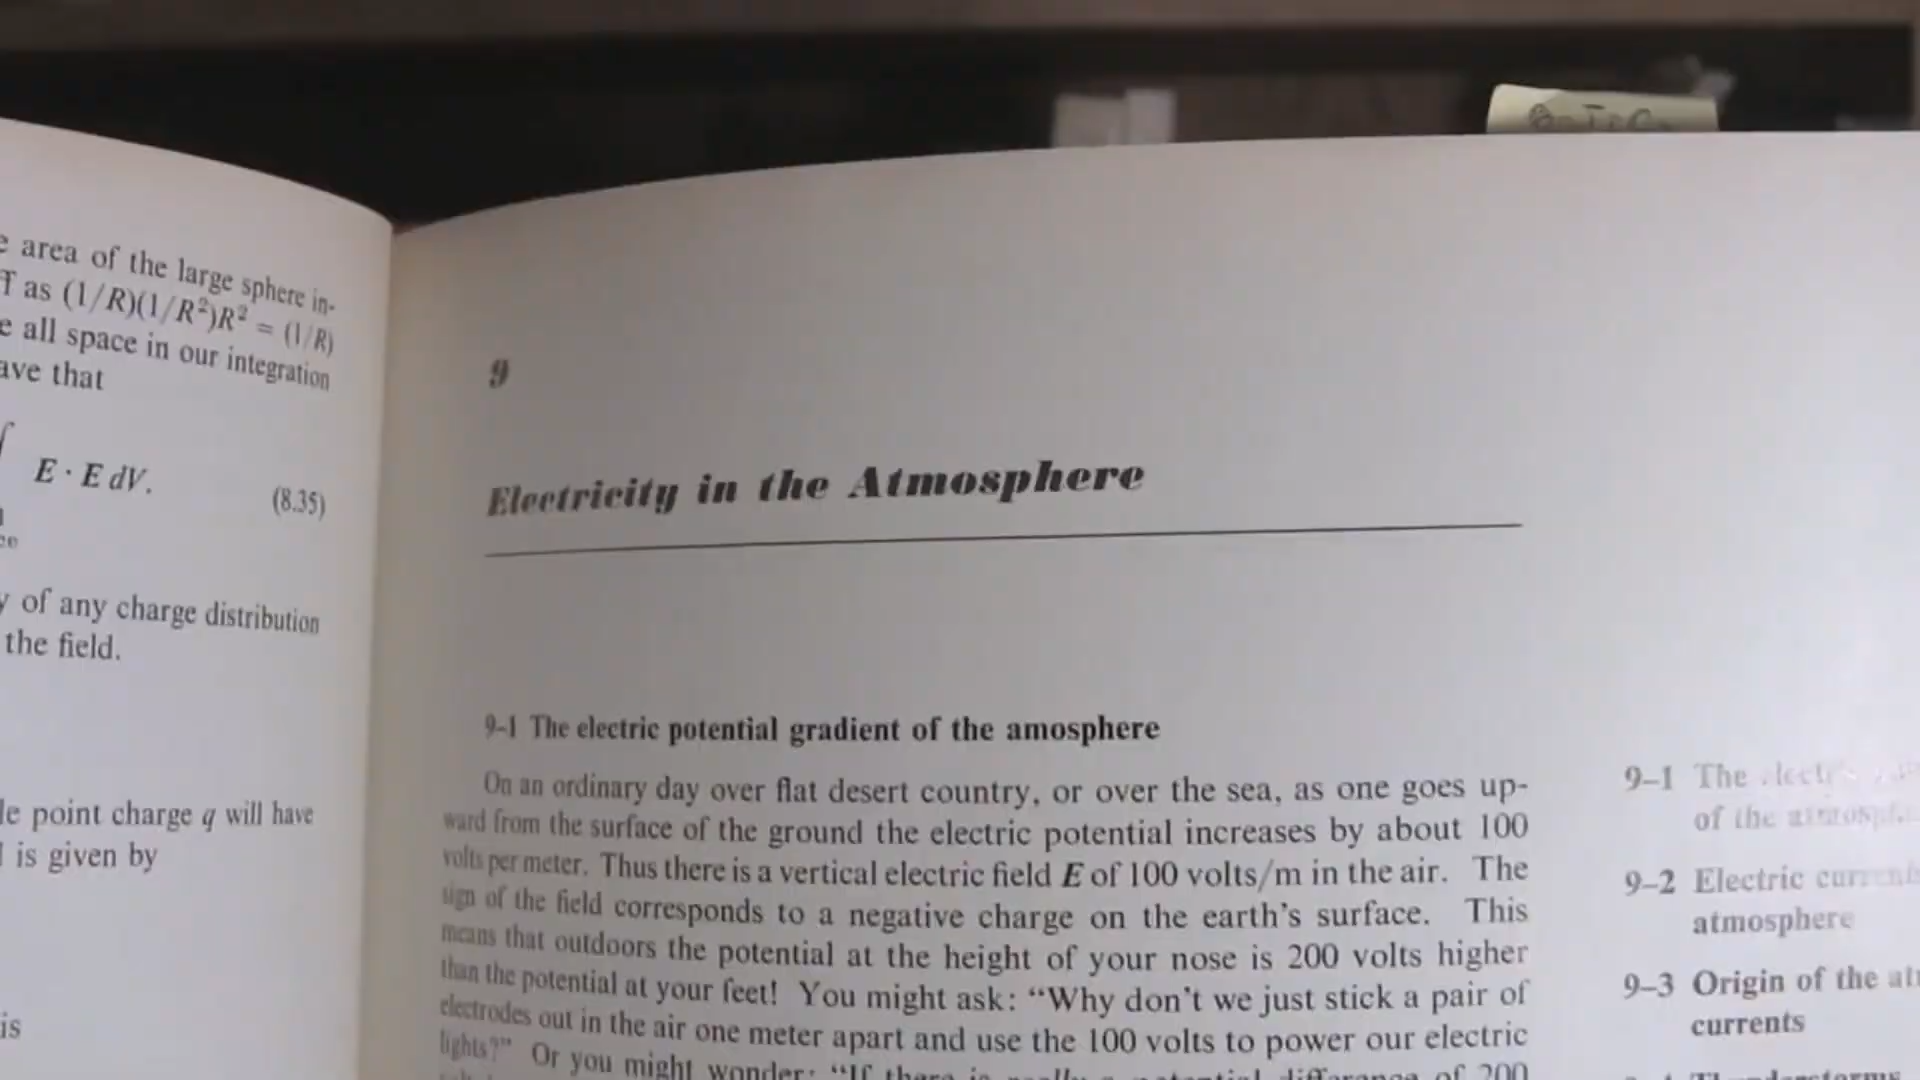 area of the large sphere in-
as (1/R)(1/R²)R² = (1/R)
all space in our integration
that
E · E dV.
(8.35)
of any charge distribution
the field.
point charge q will have
is given by
is
9
Electricity in the Atmosphere
9–1 The electric potential gradient of the amosphere
On an ordinary day over flat desert country, or over the sea, as one goes up-
ward from the surface of the ground the electric potential increases by about 100
volts per meter. Thus there is a vertical electric field E of 100 volts/m in the air. The
sign of the field corresponds to a negative charge on the earth's surface. This
means that outdoors the potential at the height of your nose is 200 volts higher
than the potential at your feet! You might ask: "Why don't we just stick a pair of
electrodes out in the air one meter apart and use the 100 volts to power our electric
lights?" Or you might wonder: "If there is really a potential difference of 200
9–1 The
of the
9–2 Electric currents
atmosphere
9–3 Origin of the
currents